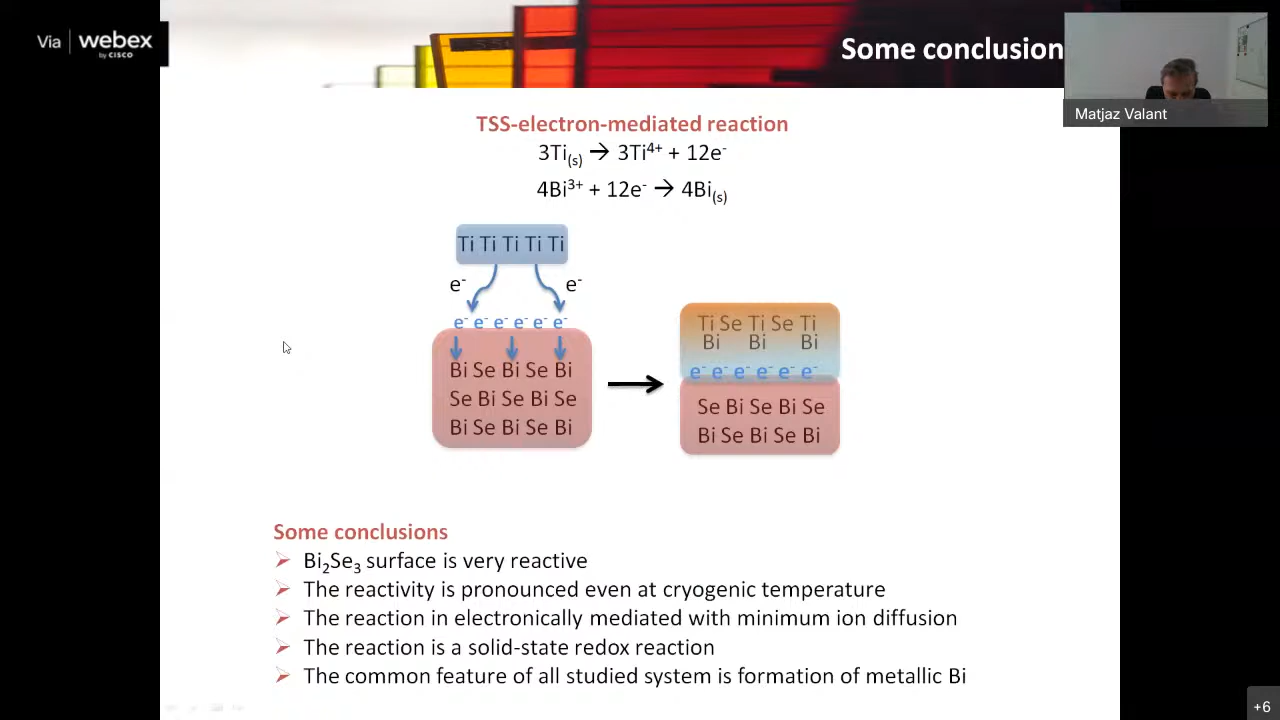 Via webex
by CISCO
Some conclusion
Matjaz Valant
TSS-electron-mediated reaction
3Ti(s) → 3Ti⁴⁺ + 12e⁻
4Bi³⁺ + 12e⁻ → 4Bi(s)
Ti Ti Ti Ti Ti
e⁻ e⁻
e⁻ e⁻ e⁻ e⁻ e⁻ e⁻
Bi Se Bi Se Bi
Se Bi Se Bi Se
Bi Se Bi Se Bi
Ti Se Ti Se Ti
Bi Bi Bi
e⁻ e⁻ e⁻ e⁻ e⁻ e⁻
Se Bi Se Bi Se
Bi Se Bi Se Bi
Some conclusions
Bi₂Se₃ surface is very reactive
The reactivity is pronounced even at cryogenic temperature
The reaction in electronically mediated with minimum ion diffusion
The reaction is a solid-state redox reaction
The common feature of all studied system is formation of metallic Bi
+6